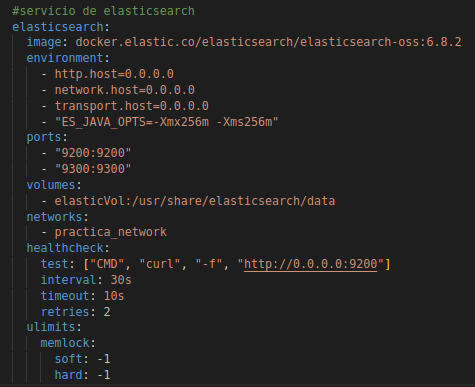 #servicio de elasticsearch
elasticsearch:
  image: docker.elastic.co/elasticsearch/elasticsearch-oss:6.8.2
  environment:
    - http.host=0.0.0.0
    - network.host=0.0.0.0
    - transport.host=0.0.0.0
    - "ES_JAVA_OPTS=-Xmx256m -Xms256m"
  ports:
    - "9200:9200"
    - "9300:9300"
  volumes:
    - elasticVol:/usr/share/elasticsearch/data
  networks:
    - practica_network
  healthcheck:
    test: ["CMD", "curl", "-f", "http://0.0.0.0:9200"]
    interval: 30s
    timeout: 10s
    retries: 2
  ulimits:
    memlock:
      soft: -1
      hard: -1